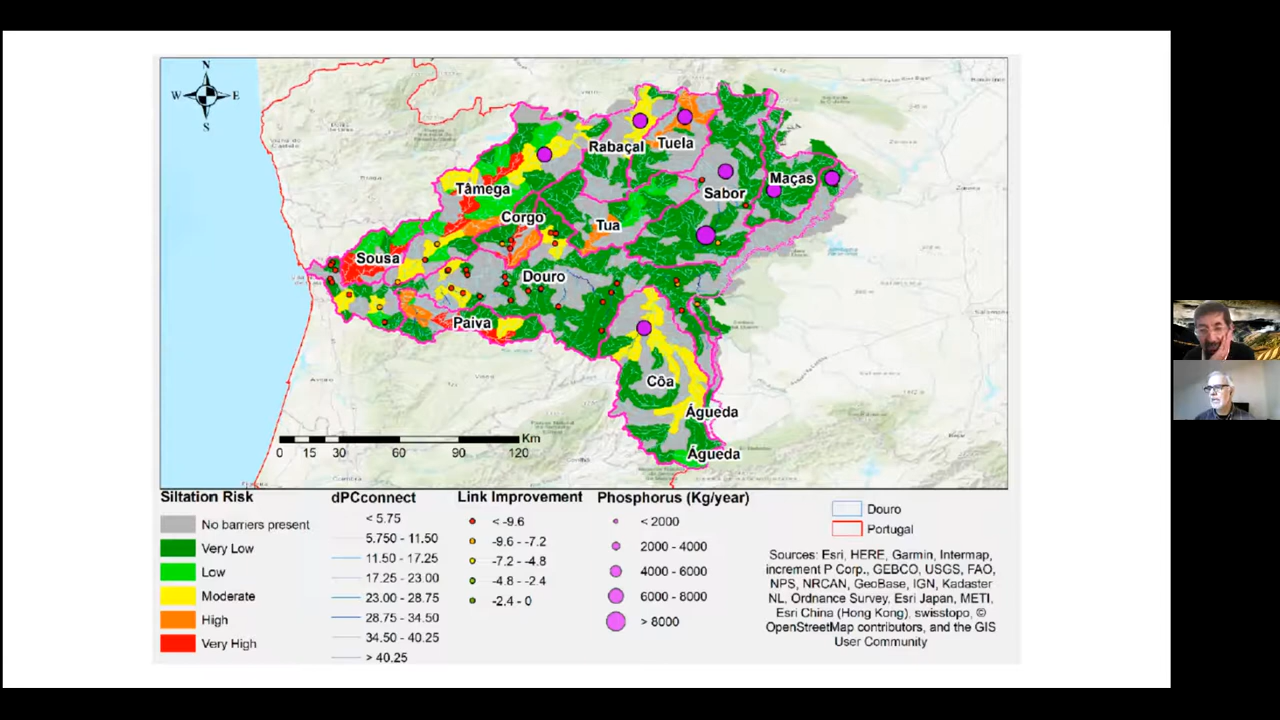 N
W
E
S
Rabaçal
Tuela
Tâmega
Sabor
Maças
Corgo
Tua
Sousa
Douro
Paiva
Côa
Águeda
Águeda
Km
0 15 30 60 90 120
Siltation Risk
No barriers present
Very Low
Low
Moderate
High
Very High
dPCconnect
< 5.75
5.750 - 11.50
11.50 - 17.25
17.25 - 23.00
23.00 - 28.75
28.75 - 34.50
34.50 - 40.25
> 40.25
Link Improvement
< -9.6
-9.6 - -7.2
-7.2 - -4.8
-4.8 - -2.4
-2.4 - 0
Phosphorus (Kg/year)
< 2000
2000 - 4000
4000 - 6000
6000 - 8000
> 8000
Douro
Portugal
Sources: Esri, HERE, Garmin, Intermap,
increment P Corp., GEBCO, USGS, FAO,
NPS, NRCAN, GeoBase, IGN, Kadaster
NL, Ordnance Survey, Esri Japan, METI,
Esri China (Hong Kong), swisstopo, ©
OpenStreetMap contributors, and the GIS
User Community